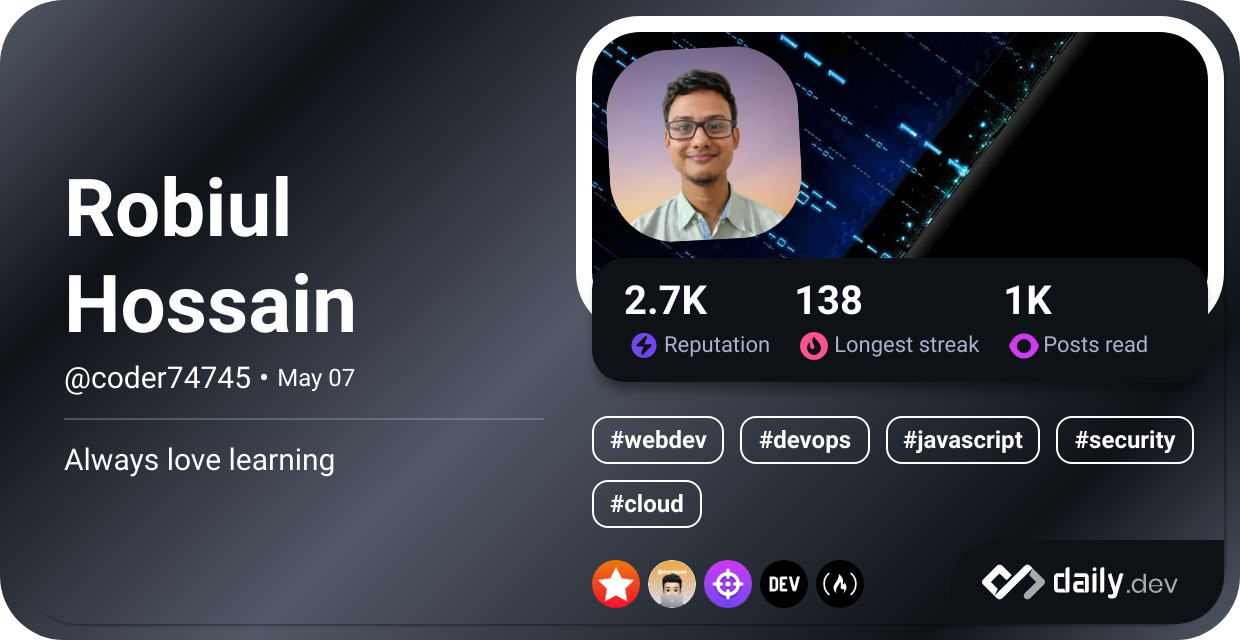 Robiul
Hossain
@coder74745 • May 07
Always love learning
2.7K
Reputation
138
Longest streak
1K
Posts read
#webdev
#devops
#javascript
#security
#cloud
DEV
daily.dev